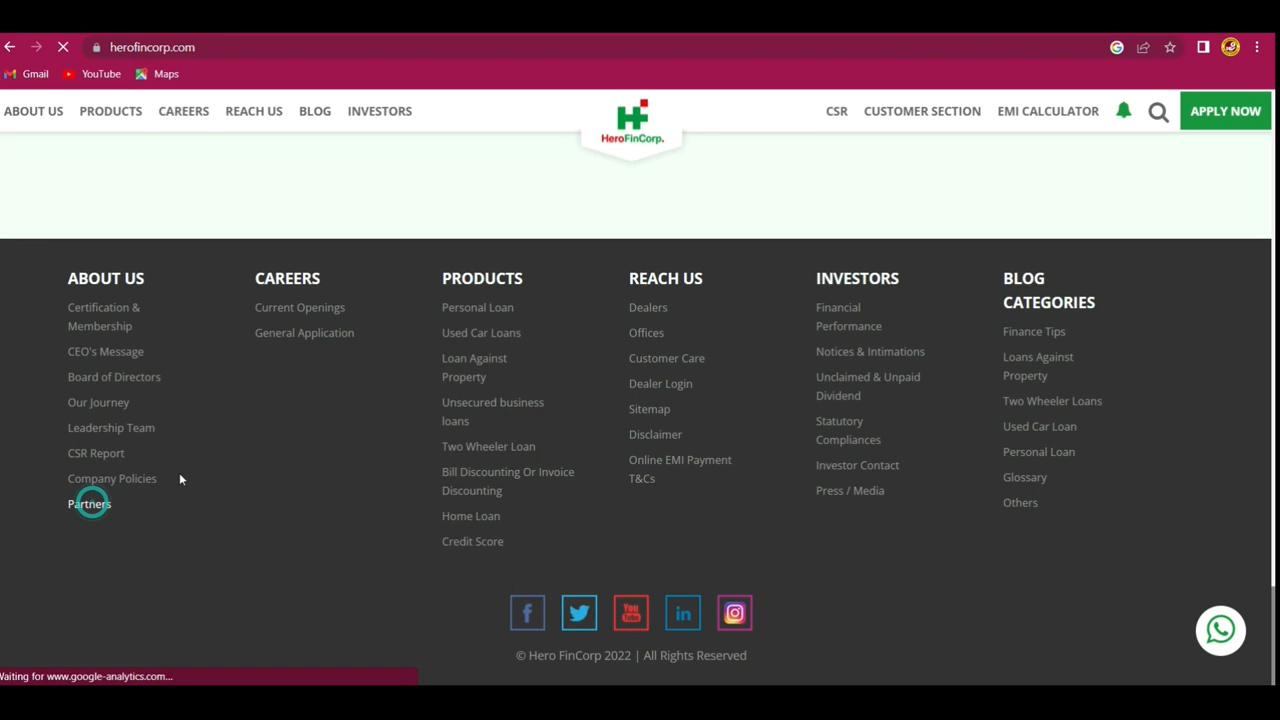 herofincorp.com
Gmail
YouTube
Maps
ABOUT US
PRODUCTS
CAREERS
REACH US
BLOG
INVESTORS
HeroFinCorp.
CSR
CUSTOMER SECTION
EMI CALCULATOR
APPLY NOW
ABOUT US
Certification &
Membership
CEO's Message
Board of Directors
Our Journey
Leadership Team
CSR Report
Company Policies
Partners
CAREERS
Current Openings
General Application
PRODUCTS
Personal Loan
Used Car Loans
Loan Against
Property
Unsecured business
loans
Two Wheeler Loan
Bill Discounting Or Invoice
Discounting
Home Loan
Credit Score
REACH US
Dealers
Offices
Customer Care
Dealer Login
Sitemap
Disclaimer
Online EMI Payment
T&Cs
INVESTORS
Financial
Performance
Notices & Intimations
Unclaimed & Unpaid
Dividend
Statutory
Compliances
Investor Contact
Press / Media
BLOG
CATEGORIES
Finance Tips
Loans Against
Property
Two Wheeler Loans
Used Car Loan
Personal Loan
Glossary
Others
You
Tube
© Hero FinCorp 2022 | All Rights Reserved
Waiting for www.google-analytics.com...